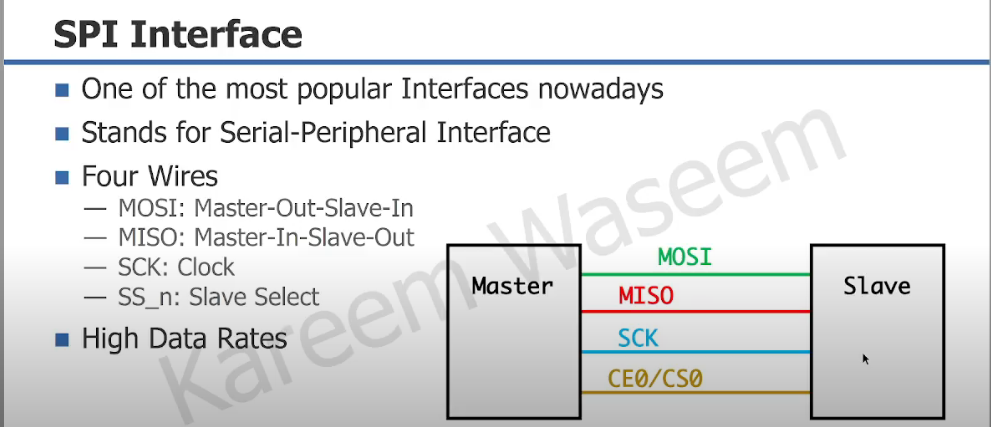 SPI Interface
One of the most popular Interfaces nowadays
Stands for Serial-Peripheral Interface
Four Wires
— MOSI: Master-Out-Slave-In
— MISO: Master-In-Slave-Out
— SCK: Clock
— SS_n: Slave Select
High Data Rates
Master
MOSI
MISO
SCK
CE0/CS0
Slave
Kareem Waseem